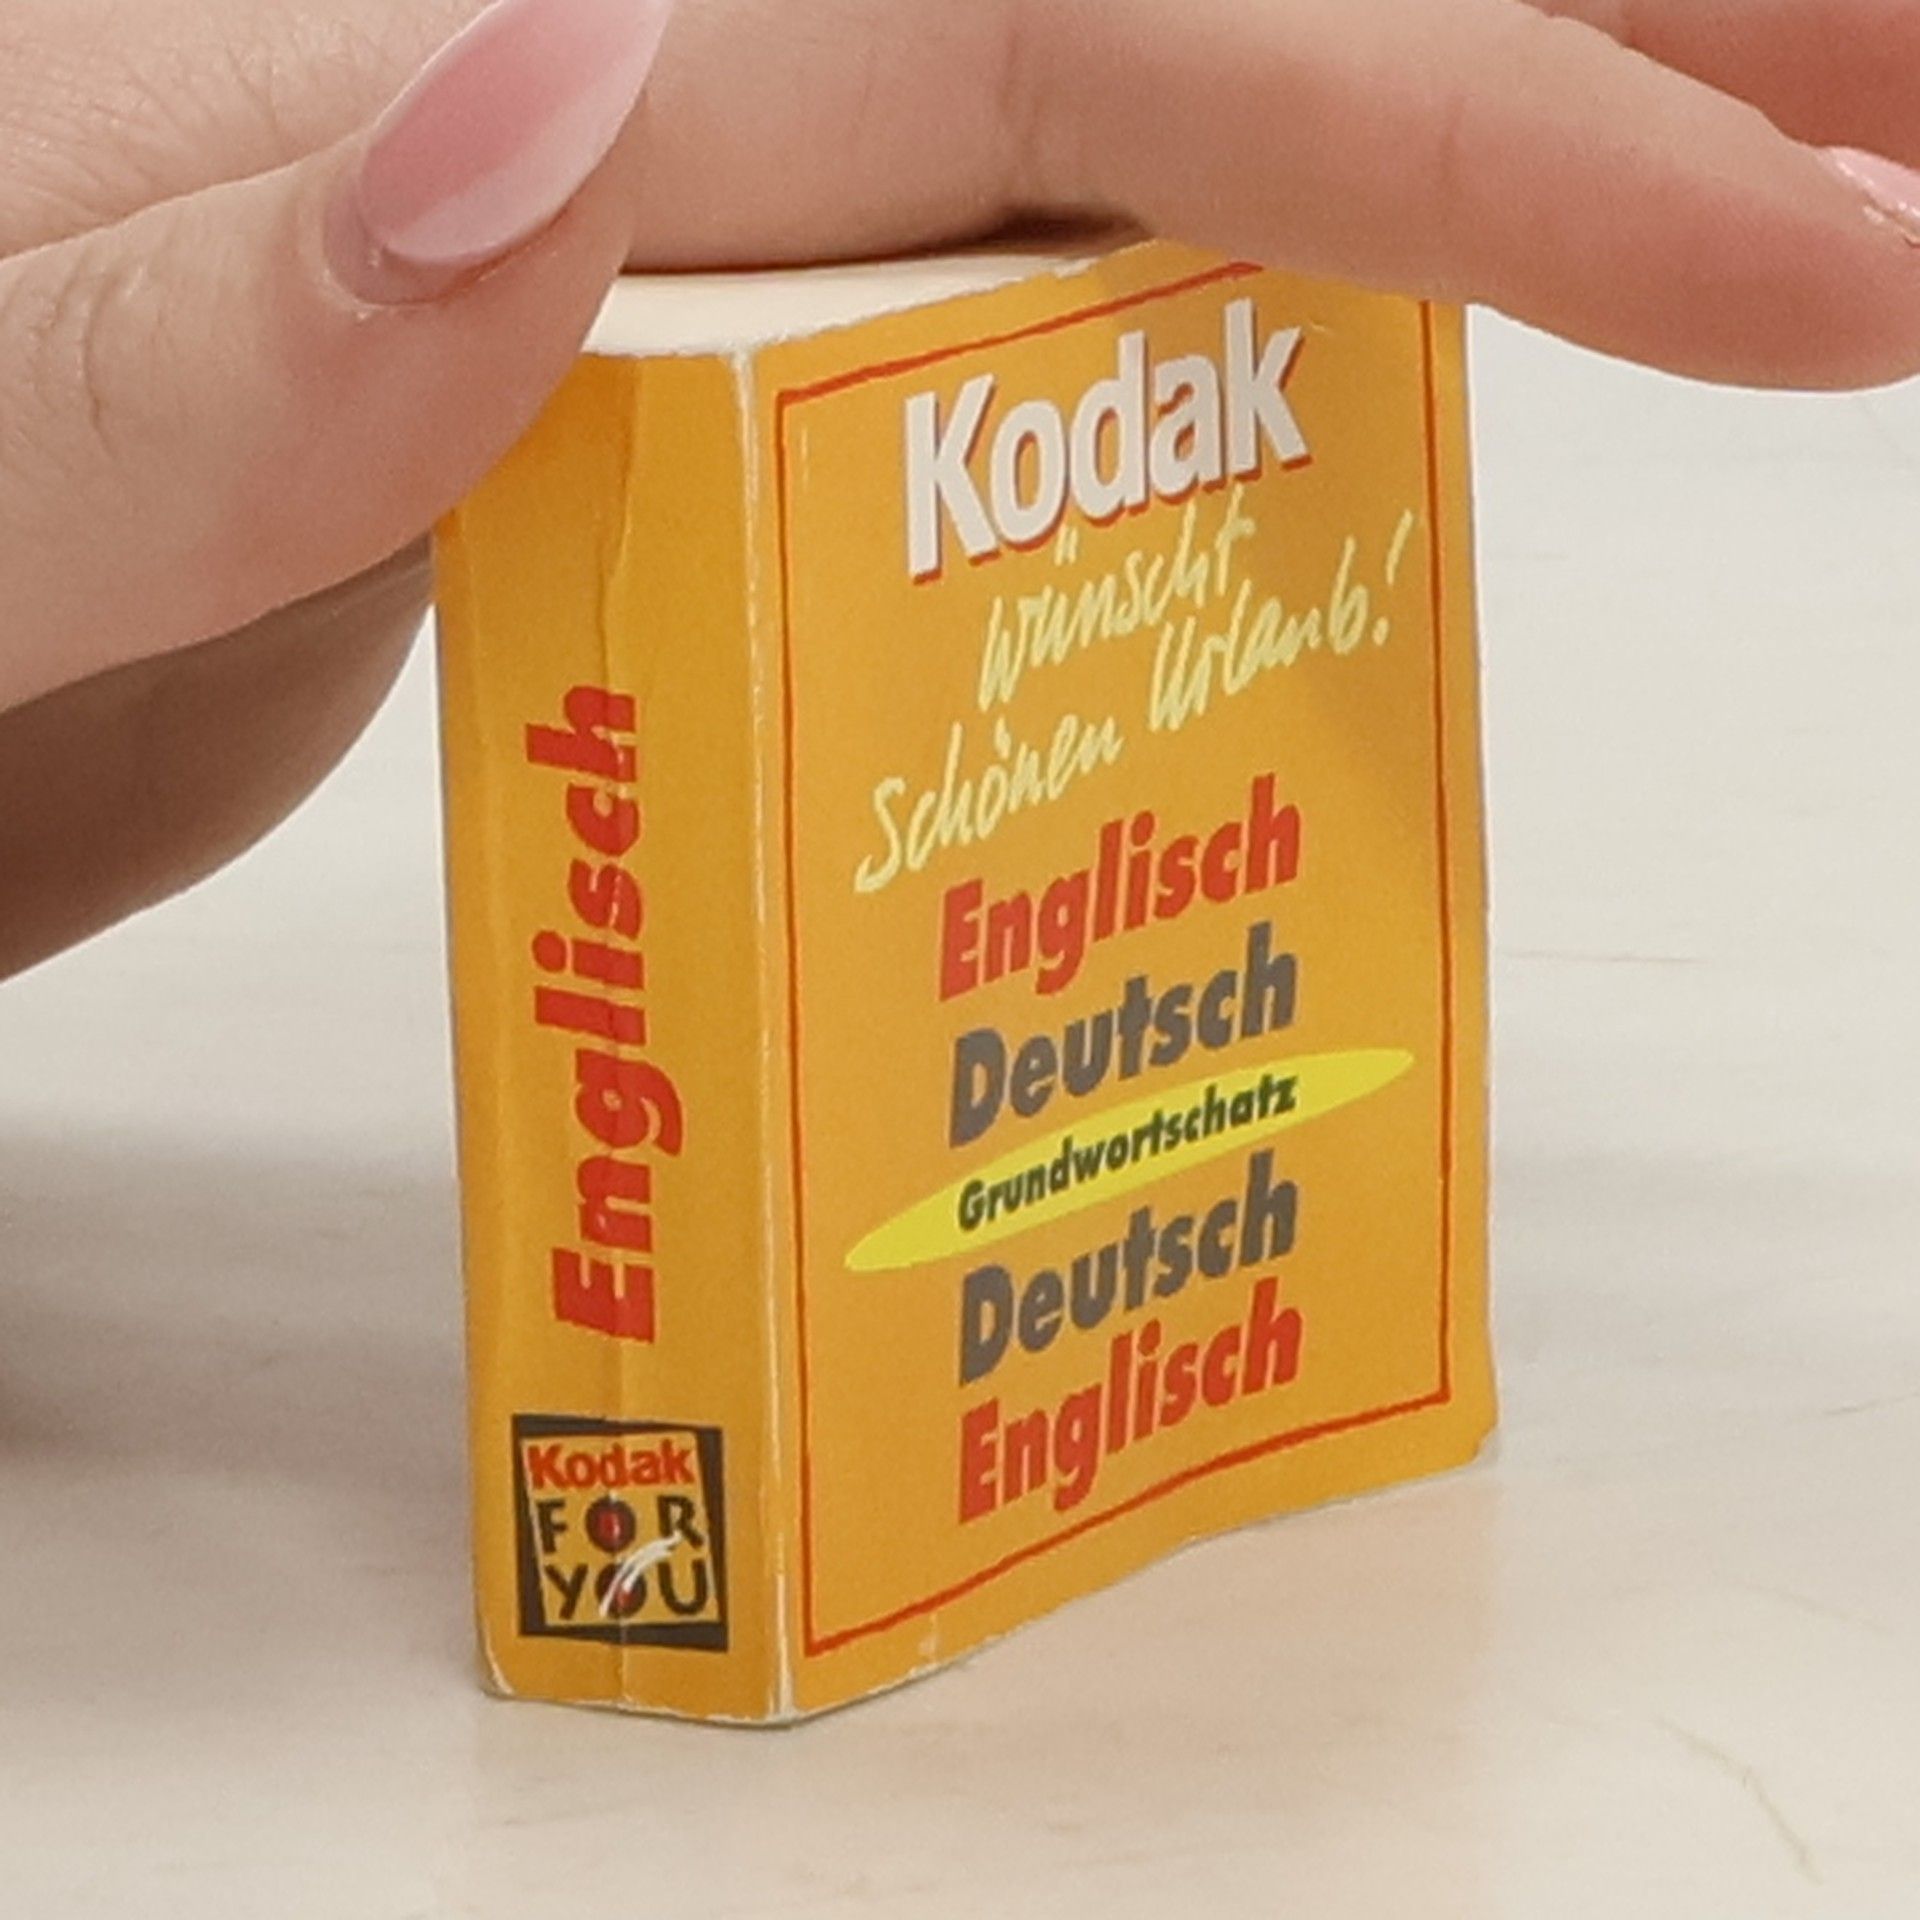 Englisch
Kodak
FOR
YOU
Kodak
wünscht
Schönen Urlaub!
Englisch
Deutsch
Grundwortschatz
Deutsch
Englisch